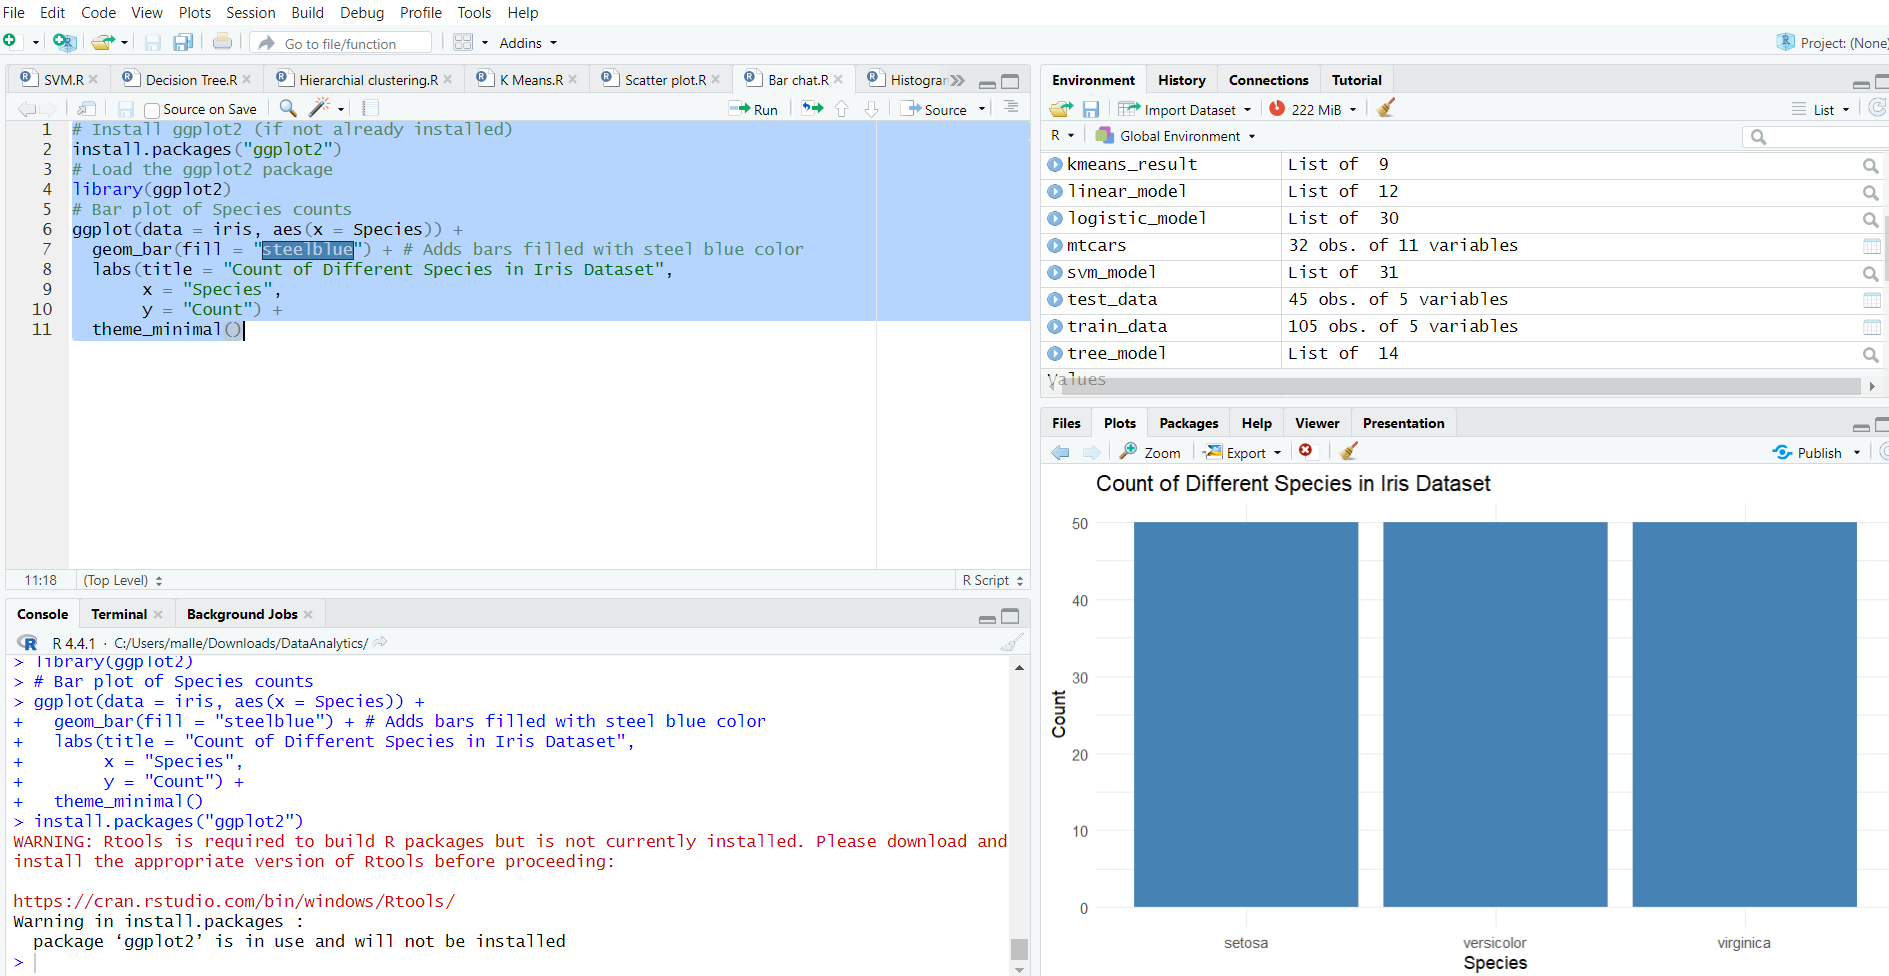 File Edit Code View Plots Session Build Debug Profile Tools Help
Go to file/function Addins Project: (None)
SVM.R Decision Tree.R Hierarchial clustering.R K Means.R Scatter plot.R Bar chat.R Histogran
Source on Save Run Source
1 # Install ggplot2 (if not already installed)
2 install.packages("ggplot2")
3 # Load the ggplot2 package
4 library(ggplot2)
5 # Bar plot of Species counts
6 ggplot(data = iris, aes(x = Species)) +
7   geom_bar(fill = "steelblue") + # Adds bars filled with steel blue color
8   labs(title = "Count of Different Species in Iris Dataset",
9        x = "Species",
10        y = "Count") +
11   theme_minimal()
11:18 (Top Level) R Script
Console Terminal Background Jobs
R 4.4.1 · C:/Users/malle/Downloads/DataAnalytics/
> library(ggplot2)
> # Bar plot of Species counts
> ggplot(data = iris, aes(x = Species)) +
+   geom_bar(fill = "steelblue") + # Adds bars filled with steel blue color
+   labs(title = "Count of Different Species in Iris Dataset",
+        x = "Species",
+        y = "Count") +
+   theme_minimal()
> install.packages("ggplot2")
WARNING: Rtools is required to build R packages but is not currently installed. Please download and
install the appropriate version of Rtools before proceeding:
https://cran.rstudio.com/bin/windows/Rtools/
Warning in install.packages :
  package ‘ggplot2’ is in use and will not be installed
>
Environment History Connections Tutorial
Import Dataset 222 MiB List
R Global Environment
kmeans_result List of 9
linear_model List of 12
logistic_model List of 30
mtcars 32 obs. of 11 variables
svm_model List of 31
test_data 45 obs. of 5 variables
train_data 105 obs. of 5 variables
tree_model List of 14
Values
Files Plots Packages Help Viewer Presentation
Zoom Export Publish
Count of Different Species in Iris Dataset
50
40
30
20
10
0
Count
setosa versicolor virginica
Species